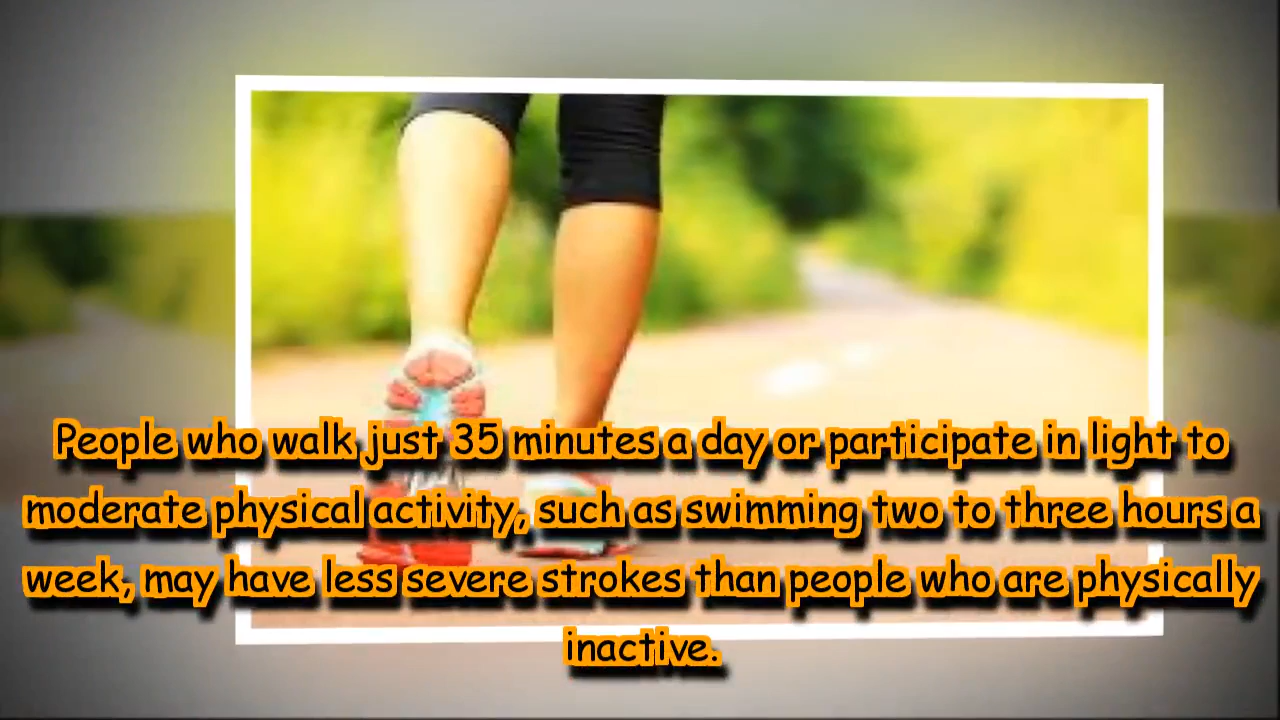 People who walk just 35 minutes a day or participate in light to
moderate physical activity, such as swimming two to three hours a
week, may have less severe strokes than people who are physically
inactive.